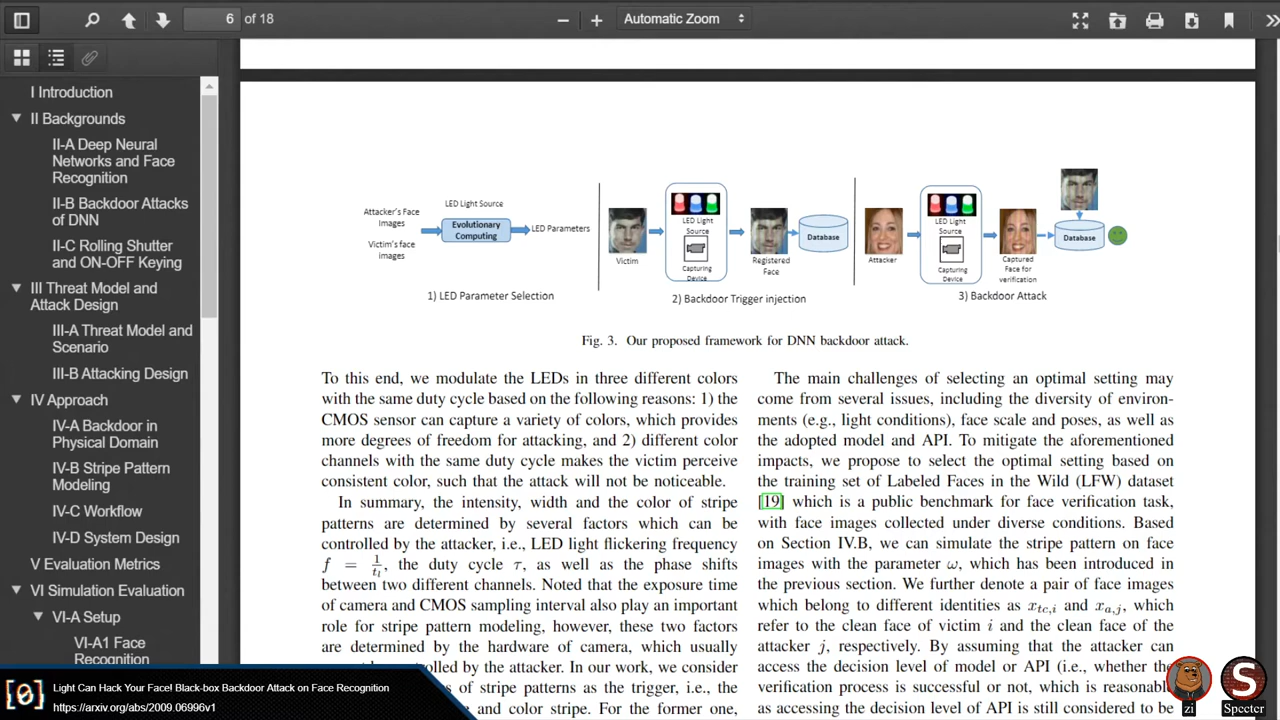 6 of 18
Automatic Zoom
I Introduction
II Backgrounds
II-A Deep Neural
Networks and Face
Recognition
II-B Backdoor Attacks
of DNN
II-C Rolling Shutter
and ON-OFF Keying
III Threat Model and
Attack Design
III-A Threat Model and
Scenario
III-B Attacking Design
IV Approach
IV-A Backdoor in
Physical Domain
IV-B Stripe Pattern
Modeling
IV-C Workflow
IV-D System Design
V Evaluation Metrics
VI Simulation Evaluation
VI-A Setup
VI-A1 Face
Recognition
Attacker's Face
Images
Victim's face
images
LED Light Source
Evolutionary
Computing
LED Parameters
1) LED Parameter Selection
Victim
LED Light
Source
Capturing
Device
Registered
Face
Database
2) Backdoor Trigger injection
Attacker
LED Light
Source
Capturing
Device
Captured
Face for
verification
Database
3) Backdoor Attack
Fig. 3. Our proposed framework for DNN backdoor attack.
To this end, we modulate the LEDs in three different colors
with the same duty cycle based on the following reasons: 1) the
CMOS sensor can capture a variety of colors, which provides
more degrees of freedom for attacking, and 2) different color
channels with the same duty cycle makes the victim perceive
consistent color, such that the attack will not be noticeable.
In summary, the intensity, width and the color of stripe
patterns are determined by several factors which can be
controlled by the attacker, i.e., LED light flickering frequency
f = 1/t_l, the duty cycle τ, as well as the phase shifts
between two different channels. Noted that the exposure time
of camera and CMOS sampling interval also play an important
role for stripe pattern modeling, however, these two factors
are determined by the hardware of camera, which usually
olled by the attacker. In our work, we consider
s of stripe patterns as the trigger, i.e., the
and color stripe. For the former one,
The main challenges of selecting an optimal setting may
come from several issues, including the diversity of environ-
ments (e.g., light conditions), face scale and poses, as well as
the adopted model and API. To mitigate the aforementioned
impacts, we propose to select the optimal setting based on
the training set of Labeled Faces in the Wild (LFW) dataset
[19] which is a public benchmark for face verification task,
with face images collected under diverse conditions. Based
on Section IV.B, we can simulate the stripe pattern on face
images with the parameter ω, which has been introduced in
the previous section. We further denote a pair of face images
which belong to different identities as x_tc,i and x_a,j, which
refer to the clean face of victim i and the clean face of the
attacker j, respectively. By assuming that the attacker can
access the decision level of model or API (i.e., whether the
verification process is successful or not, which is reasonabl
as accessing the decision level of API is still considered to be
[0]
Light Can Hack Your Face! Black-box Backdoor Attack on Face Recognition
https://arxiv.org/abs/2009.06996v1
zi
Specter